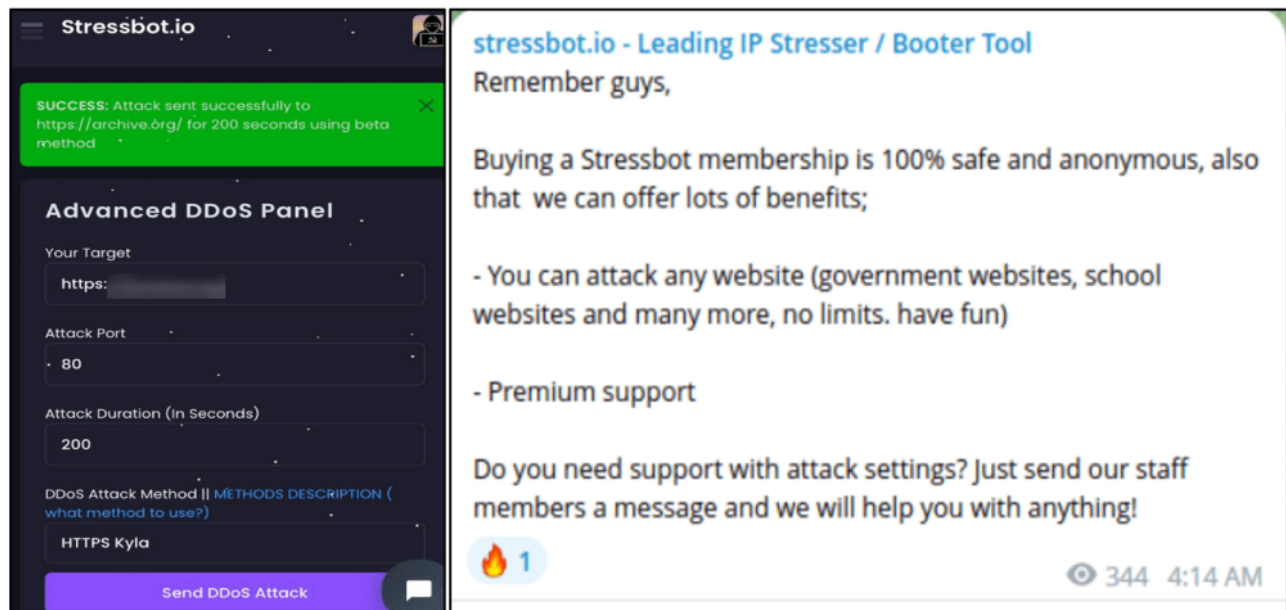 Stressbot.io
SUCCESS: Attack sent successfully to
https://archive.org/ for 200 seconds using beta
method
Advanced DDoS Panel
Your Target
https:
Attack Port
80
Attack Duration (In Seconds)
200
DDoS Attack Method || METHODS DESCRIPTION (
what method to use?)
HTTPS Kyla
Send DDoS Attack
stressbot.io - Leading IP Stresser / Booter Tool
Remember guys,
Buying a Stressbot membership is 100% safe and anonymous, also
that we can offer lots of benefits;
- You can attack any website (government websites, school
websites and many more, no limits. have fun)
- Premium support
Do you need support with attack settings? Just send our staff
members a message and we will help you with anything!
🔥 1
344 4:14 AM